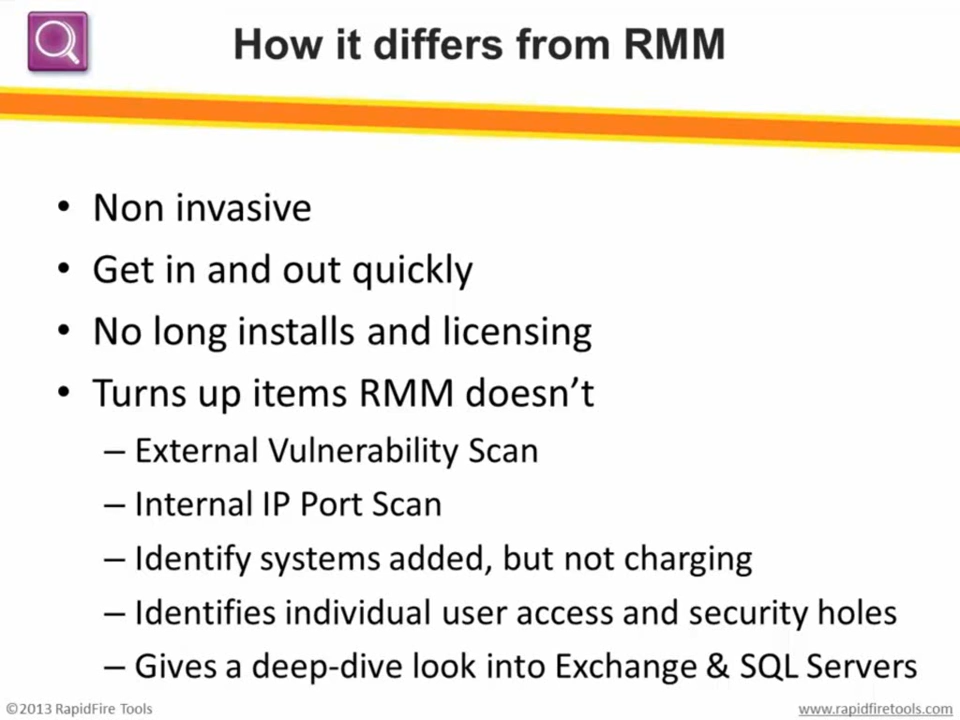 How it differs from RMM
• Non invasive
• Get in and out quickly
• No long installs and licensing
• Turns up items RMM doesn’t
– External Vulnerability Scan
– Internal IP Port Scan
– Identify systems added, but not charging
– Identifies individual user access and security holes
– Gives a deep-dive look into Exchange & SQL Servers
©2013 RapidFire Tools
www.rapidfiretools.com